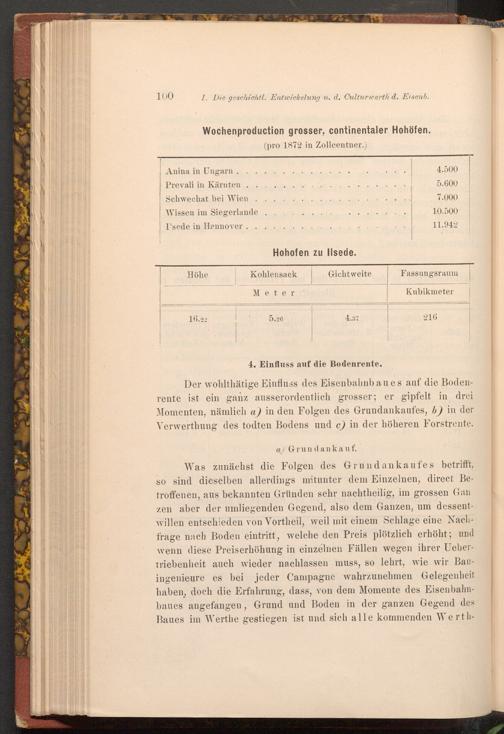 100 I. Die geschichtl. Entwickelung u. d. Culturwerth d. Eisenb.
Wochenproduction grosser, continentaler Hohöfen.
(pro 1872 in Zollcentner.)
Anina in Ungarn . . . . . . . . . . . . . . . 4.500
Prevali in Kärnten . . . . . . . . . . . . . . . 5.600
Schwechat bei Wien . . . . . . . . . . . . . . . 7.000
Wissen im Siegerlande . . . . . . . . . . . . . 10.500
Ilsede in Hannover . . . . . . . . . . . . . . . 11.942
Hohofen zu Ilsede.
Höhe Kohlensack Gichtweite Fassungsraum
Meter Kubikmeter
16.22 5.26 4.37 216
4. Einfluss auf die Bodenrente.
Der wohlthätige Einfluss des Eisenbahnbaues auf die Boden-
rente ist ein ganz ausserordentlich grosser; er gipfelt in drei
Momenten, nämlich a) in den Folgen des Grundankaufes, b) in der
Verwerthung des todten Bodens und c) in der höheren Forstrente.
a) Grundankauf.
Was zunächst die Folgen des Grundankaufes betrifft,
so sind dieselben allerdings mitunter dem Einzelnen, direct Be-
troffenen, aus bekannten Gründen sehr nachtheilig, im grossen Gan
zen aber der umliegenden Gegend, also dem Ganzen, um dessent-
willen entschieden von Vortheil, weil mit einem Schlage eine Nach-
frage nach Boden eintritt, welche den Preis plötzlich erhöht; und
wenn diese Preiserhöhung in einzelnen Fällen wegen ihrer Ueber-
triebenheit auch wieder nachlassen muss, so lehrt, wie wir Bau-
ingenieure es bei jeder Campagne wahrzunehmen Gelegenheit
haben, doch die Erfahrung, dass, von dem Momente des Eisenbahn-
baues angefangen, Grund und Boden in der ganzen Gegend des
Baues im Werthe gestiegen ist und sich alle kommenden Werth-